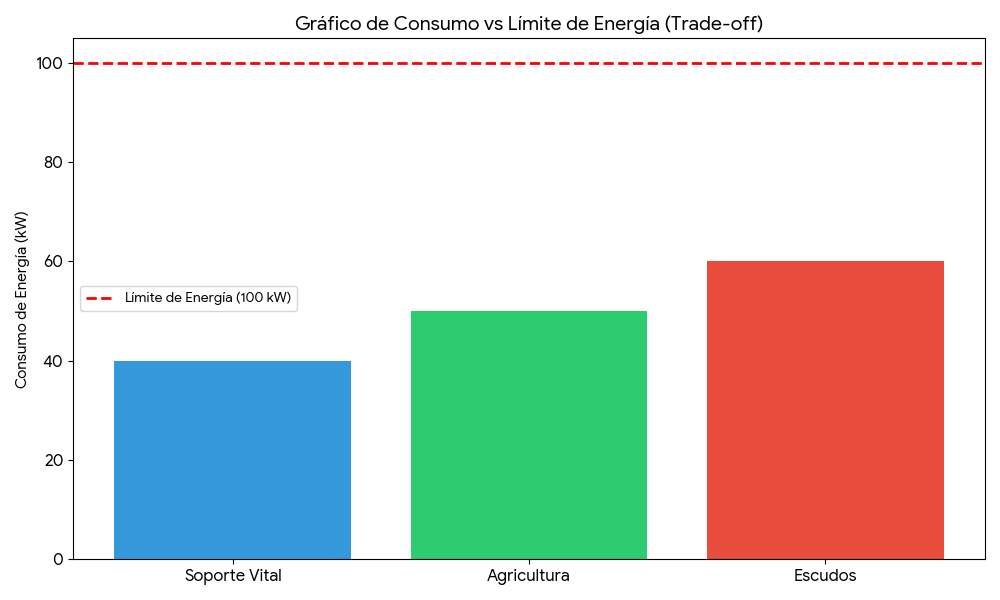 Gráfico de Consumo vs Límite de Energía (Trade-off)
Consumo de Energía (kW)
100
80
60
40
20
0
Límite de Energía (100 kW)
Soporte Vital
Agricultura
Escudos